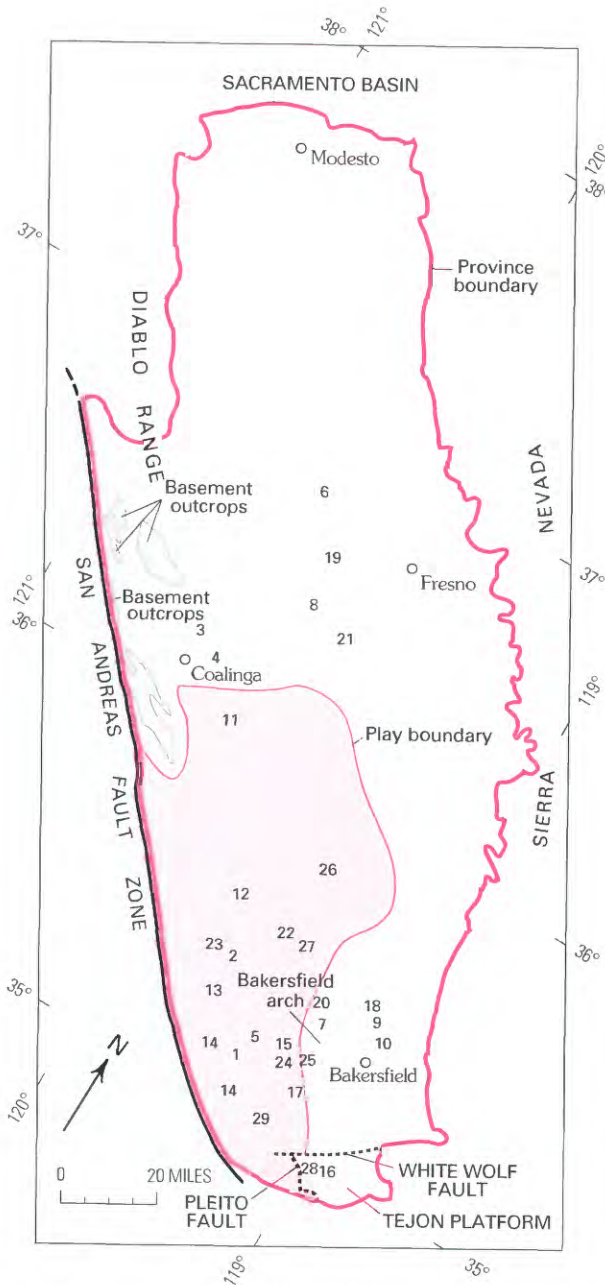 38°
121°
SACRAMENTO BASIN
Modesto
120°
38°
37°
Province
boundary
DIABLO
RANGE
NEVADA
6
Basement
outcrops
19
Fresno
37°
121°
36°
SAN
Basement
outcrops
8
3
21
4
Coalinga
119°
ANDREAS
11
Play boundary
FAULT
SIERRA
26
12
ZONE
22
23
27
2
36°
13
Bakersfield
arch
20
18
35°
7
9
14
5
15
10
1
24
25
Bakersfield
N
14
17
120°
29
0
20 MILES
28
16
WHITE WOLF
FAULT
PLEITO
FAULT
TEJON PLATFORM
119°
35°